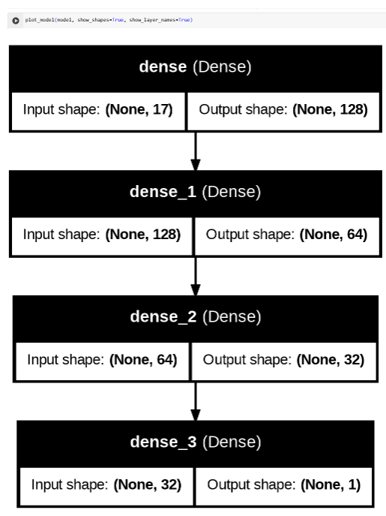 plot_model(model, show_shapes=True, show_layer_names=True)
dense (Dense)
Input shape: (None, 17) Output shape: (None, 128)
dense_1 (Dense)
Input shape: (None, 128) Output shape: (None, 64)
dense_2 (Dense)
Input shape: (None, 64) Output shape: (None, 32)
dense_3 (Dense)
Input shape: (None, 32) Output shape: (None, 1)